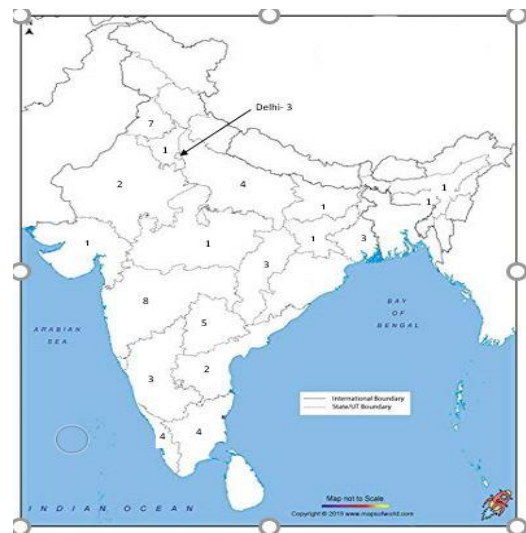 N
Delhi- 3
7
1
2
4
1
1
1
1
1
1
3
3
8
5
BAY
OF
BENGAL
ARABIAN
SEA
2
3
International Boundary
State/UT Boundary
4
4
Map not to Scale
INDIAN OCEAN
Copyright © 2019 www.mapsofworld.com